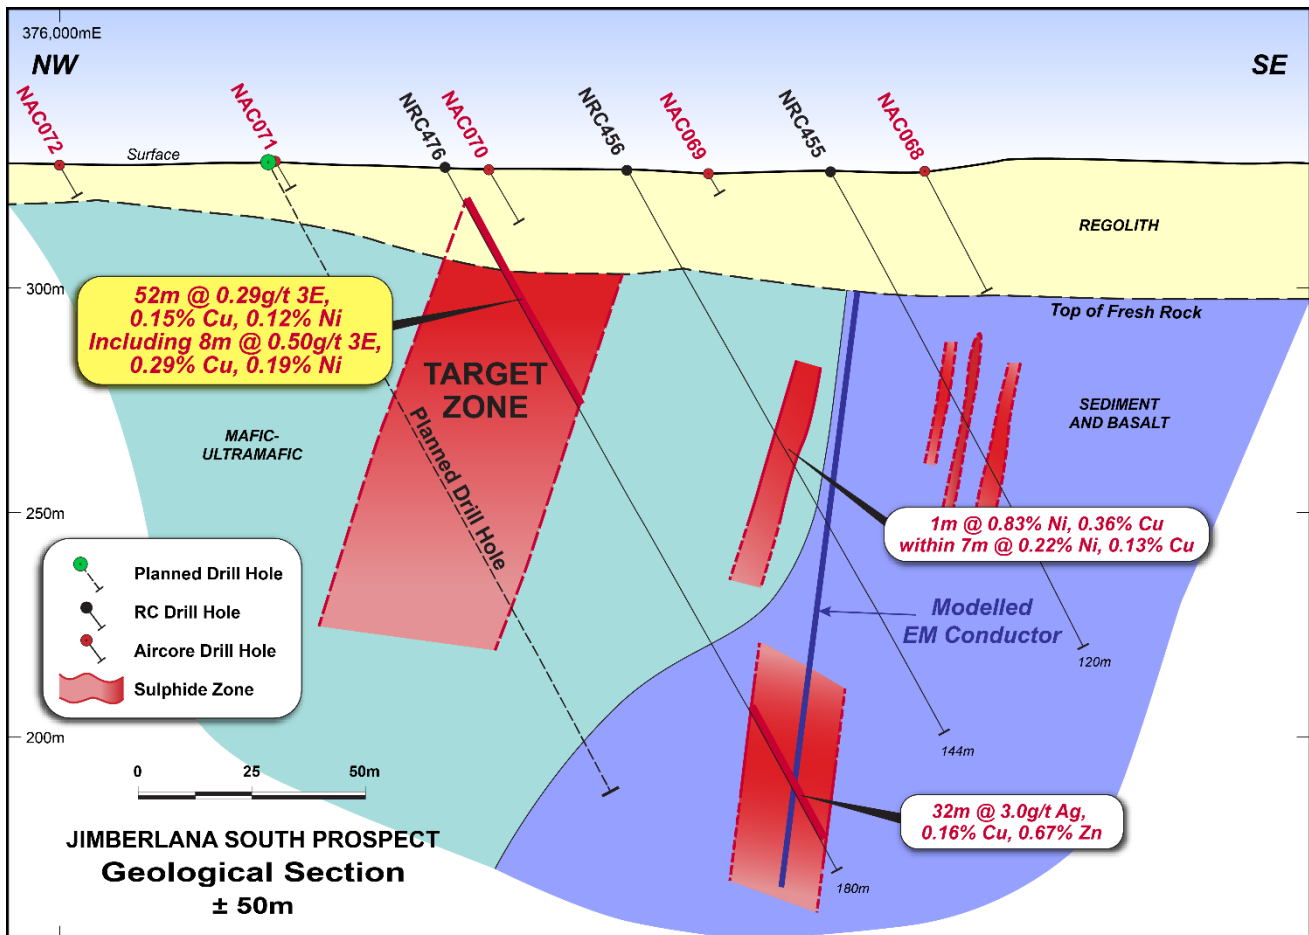 376,000mE
NW
SE
NAC072
NAC071
NRC476
NAC070
NRC456
NAC069
NRC455
NAC068
Surface
REGOLITH
300m
Top of Fresh Rock
52m @ 0.29g/t 3E,
0.15% Cu, 0.12% Ni
Including 8m @ 0.50g/t 3E,
0.29% Cu, 0.19% Ni
TARGET
ZONE
MAFIC-
ULTRAMAFIC
SEDIMENT
AND BASALT
Planned Drill Hole
250m
1m @ 0.83% Ni, 0.36% Cu
within 7m @ 0.22% Ni, 0.13% Cu
Modelled
EM Conductor
Planned Drill Hole
RC Drill Hole
Aircore Drill Hole
Sulphide Zone
120m
200m
144m
0 25 50m
32m @ 3.0g/t Ag,
0.16% Cu, 0.67% Zn
180m
JIMBERLANA SOUTH PROSPECT
Geological Section
± 50m